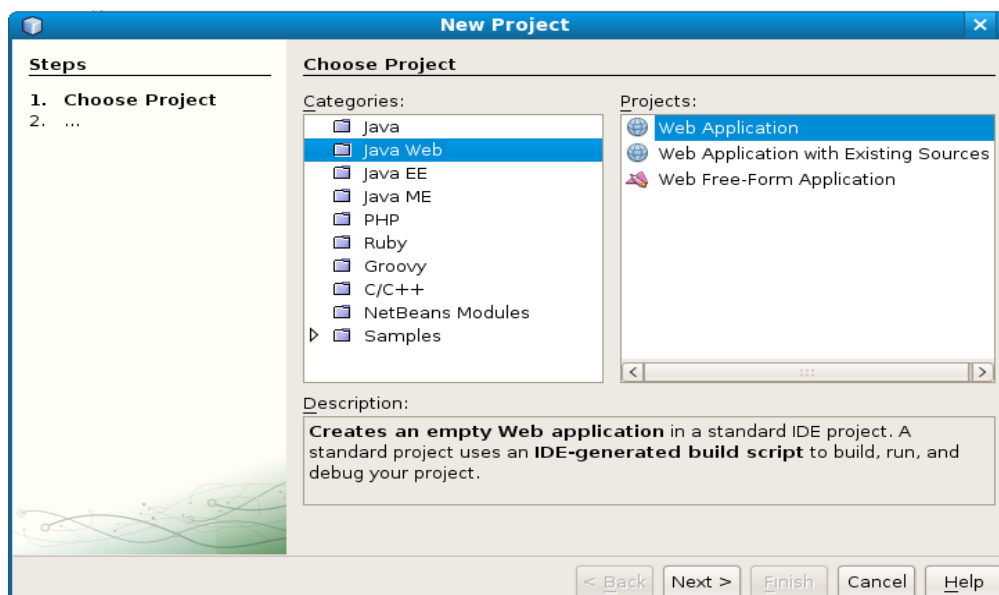 New Project
Steps
1. Choose Project
2. ...
Choose Project
Categories:
Java
Java Web
Java EE
Java ME
PHP
Ruby
Groovy
C/C++
NetBeans Modules
Samples
Projects:
Web Application
Web Application with Existing Sources
Web Free-Form Application
Description:
Creates an empty Web application in a standard IDE project. A
standard project uses an IDE-generated build script to build, run, and
debug your project.
< Back Next > Finish Cancel Help